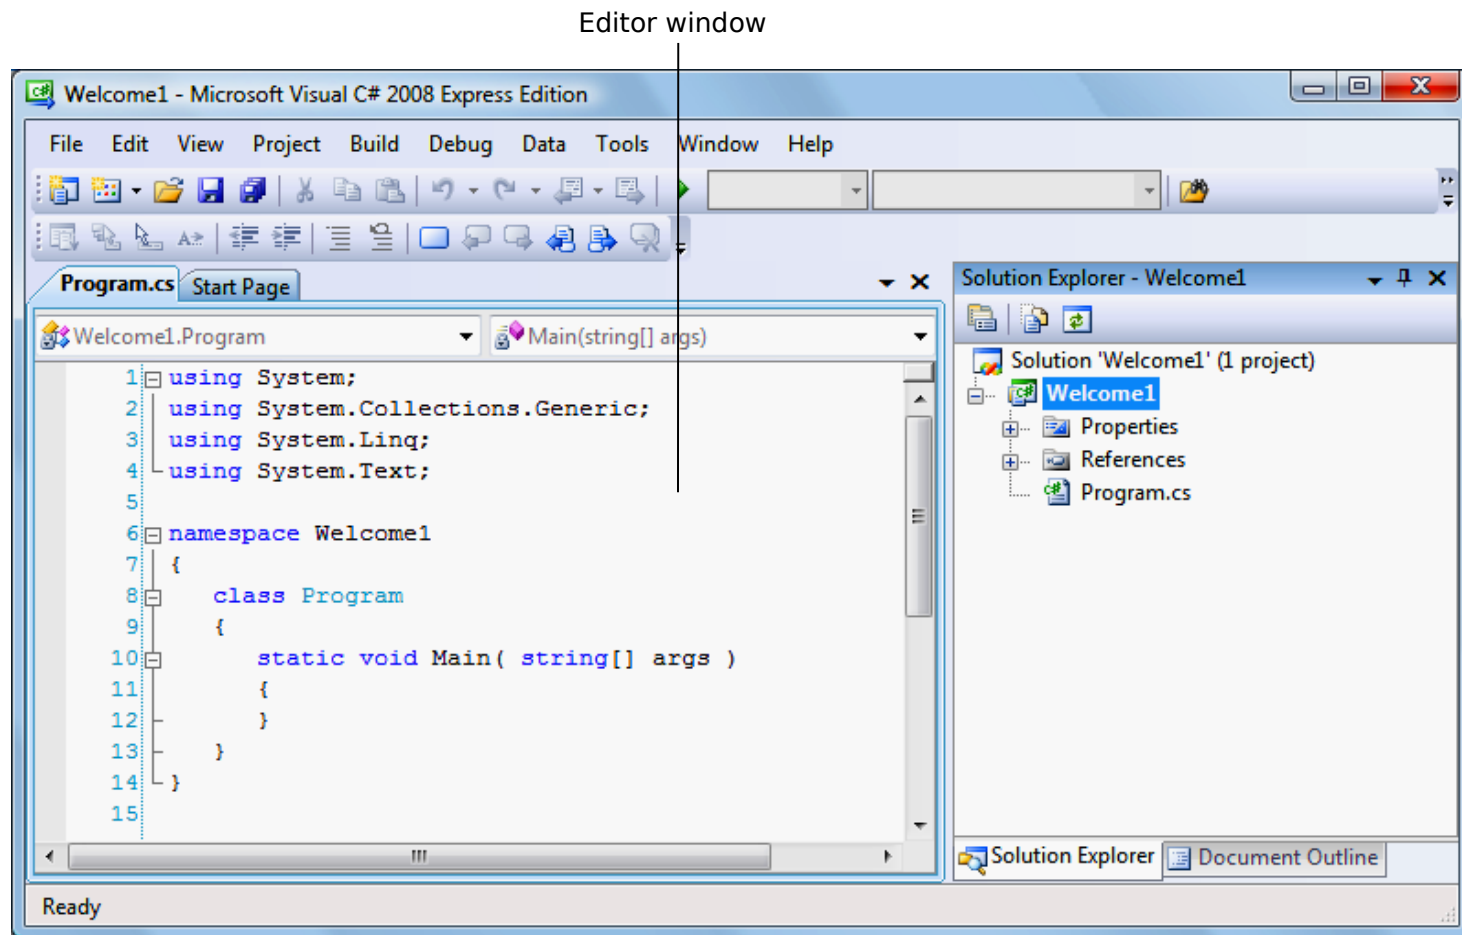 Editor window
Welcome1 - Microsoft Visual C# 2008 Express Edition
File Edit View Project Build Debug Data Tools Window Help
Program.cs Start Page
Welcome1.Program Main(string[] args)
1 using System;
2 using System.Collections.Generic;
3 using System.Linq;
4 using System.Text;
5
6 namespace Welcome1
7 {
8 class Program
9 {
10 static void Main( string[] args )
11 {
12 }
13 }
14 }
15
Solution Explorer - Welcome1
Solution 'Welcome1' (1 project)
Welcome1
Properties
References
Program.cs
Solution Explorer Document Outline
Ready